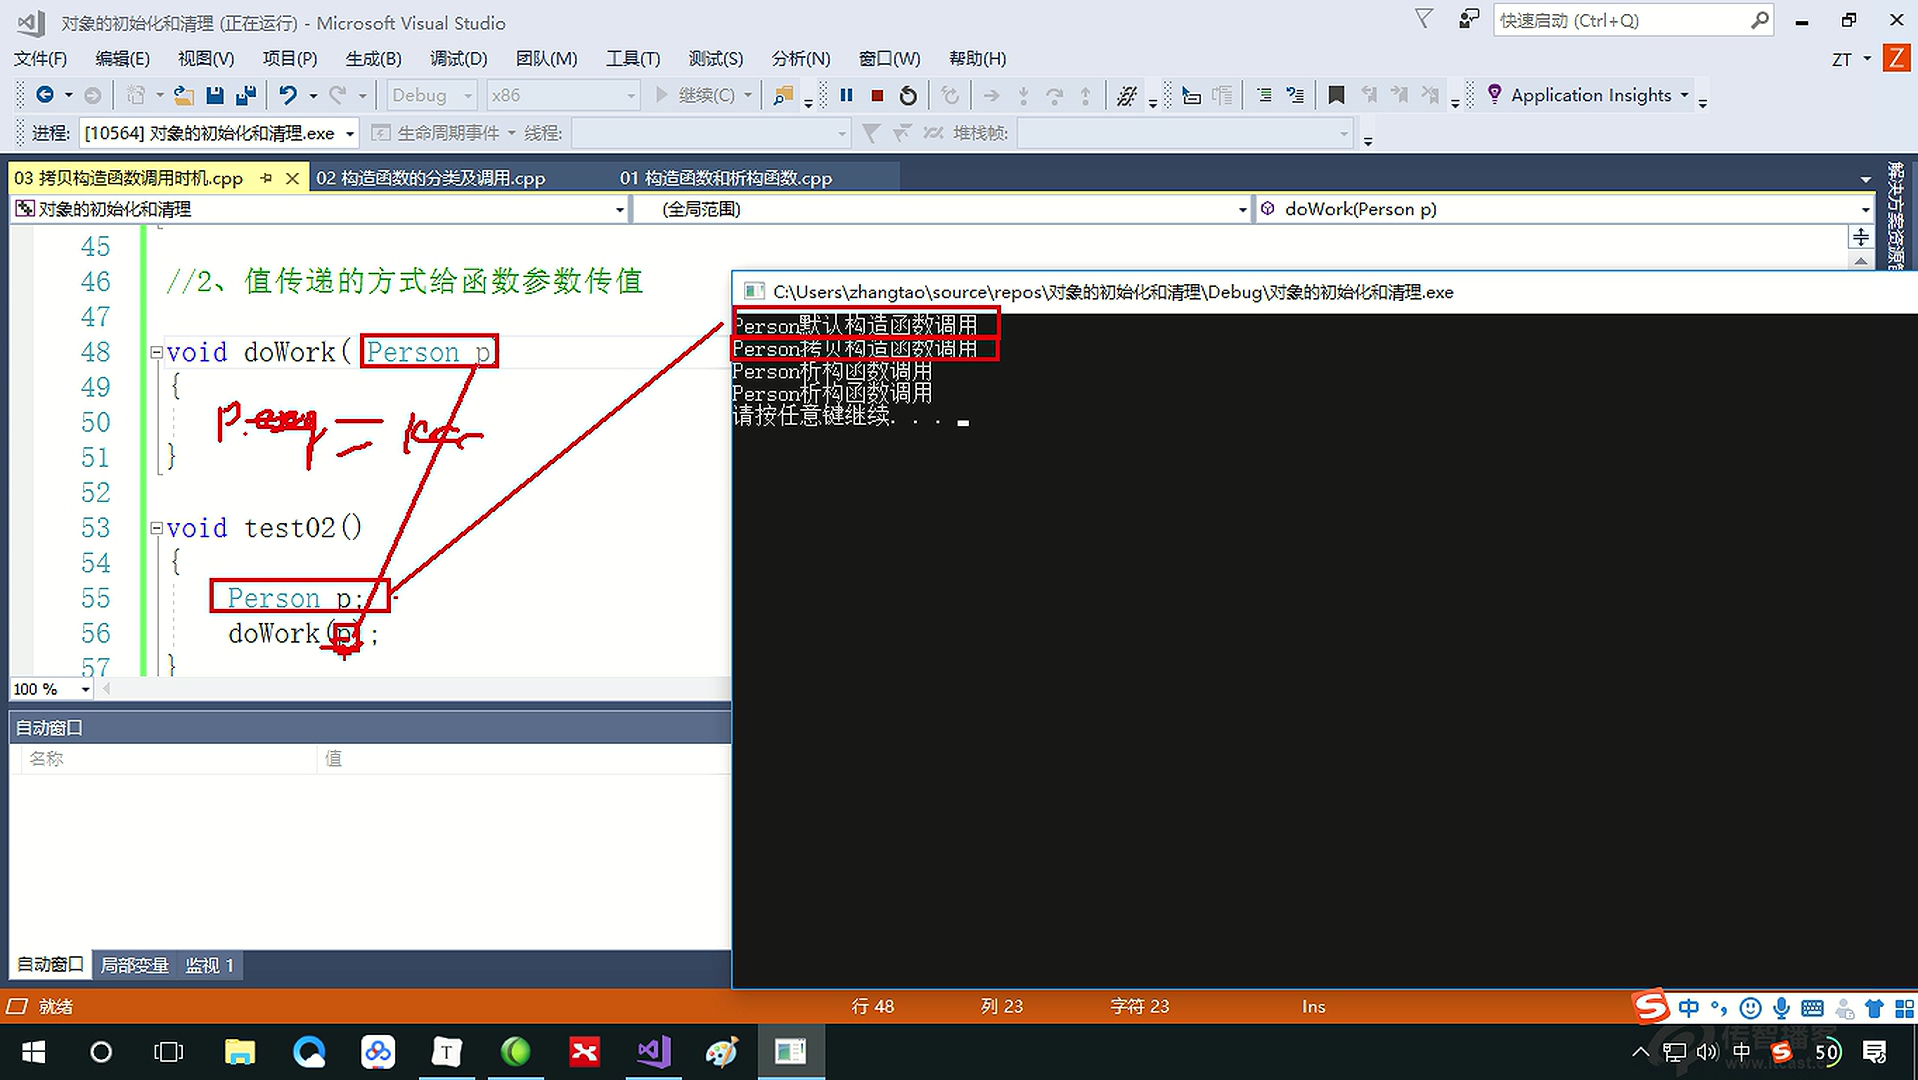 对象的初始化和清理 (正在运行) - Microsoft Visual Studio
快速启动 (Ctrl+Q)
文件(F) 编辑(E) 视图(V) 项目(P) 生成(B) 调试(D) 团队(M) 工具(T) 测试(S) 分析(N) 窗口(W) 帮助(H)
ZT
Z
Debug x86 继续(C) Application Insights
进程: [10564] 对象的初始化和清理.exe 生命周期事件 线程: 堆栈帧:
03 拷贝构造函数调用时机.cpp 02 构造函数的分类及调用.cpp 01 构造函数和析构函数.cpp
对象的初始化和清理 (全局范围) doWork(Person p)
解决方案资源
45
46 //2、值传递的方式给函数参数传值
47
48 void doWork( Person p
49 {
50
51 }
52
53 void test02()
54 {
55 Person p;
56 doWork(p);
57 }
C:\Users\zhangtao\source\repos\对象的初始化和清理\Debug\对象的初始化和清理.exe
Person默认构造函数调用
Person拷贝构造函数调用
Person析构函数调用
Person析构函数调用
请按任意键继续. . .
100 %
自动窗口
名称 值
自动窗口 局部变量 监视 1
就绪 行 48 列 23 字符 23 Ins
中
传智播客
T 中 50